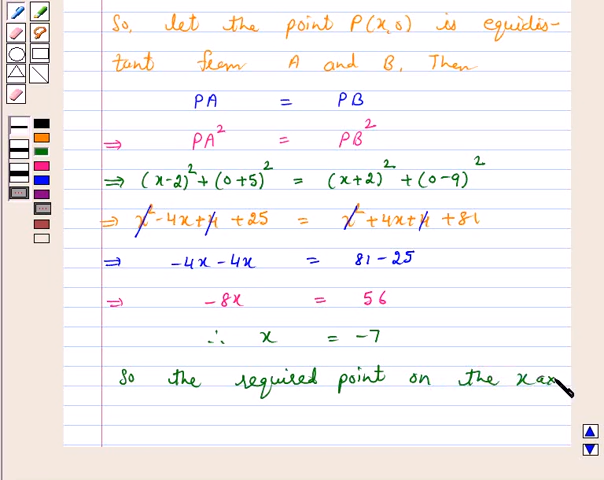 So, let the point P(x,0) is equidis-
tant from A and B. Then
PA = PB
⇒ PA² = PB²
⇒ (x-2)² + (0+5)² = (x+2)² + (0-9)²
⇒ x² - 4x + 4 + 25 = x² + 4x + 4 + 81
⇒ -4x - 4x = 81 - 25
⇒ -8x = 56
∴ x = -7
So the required point on the x ax